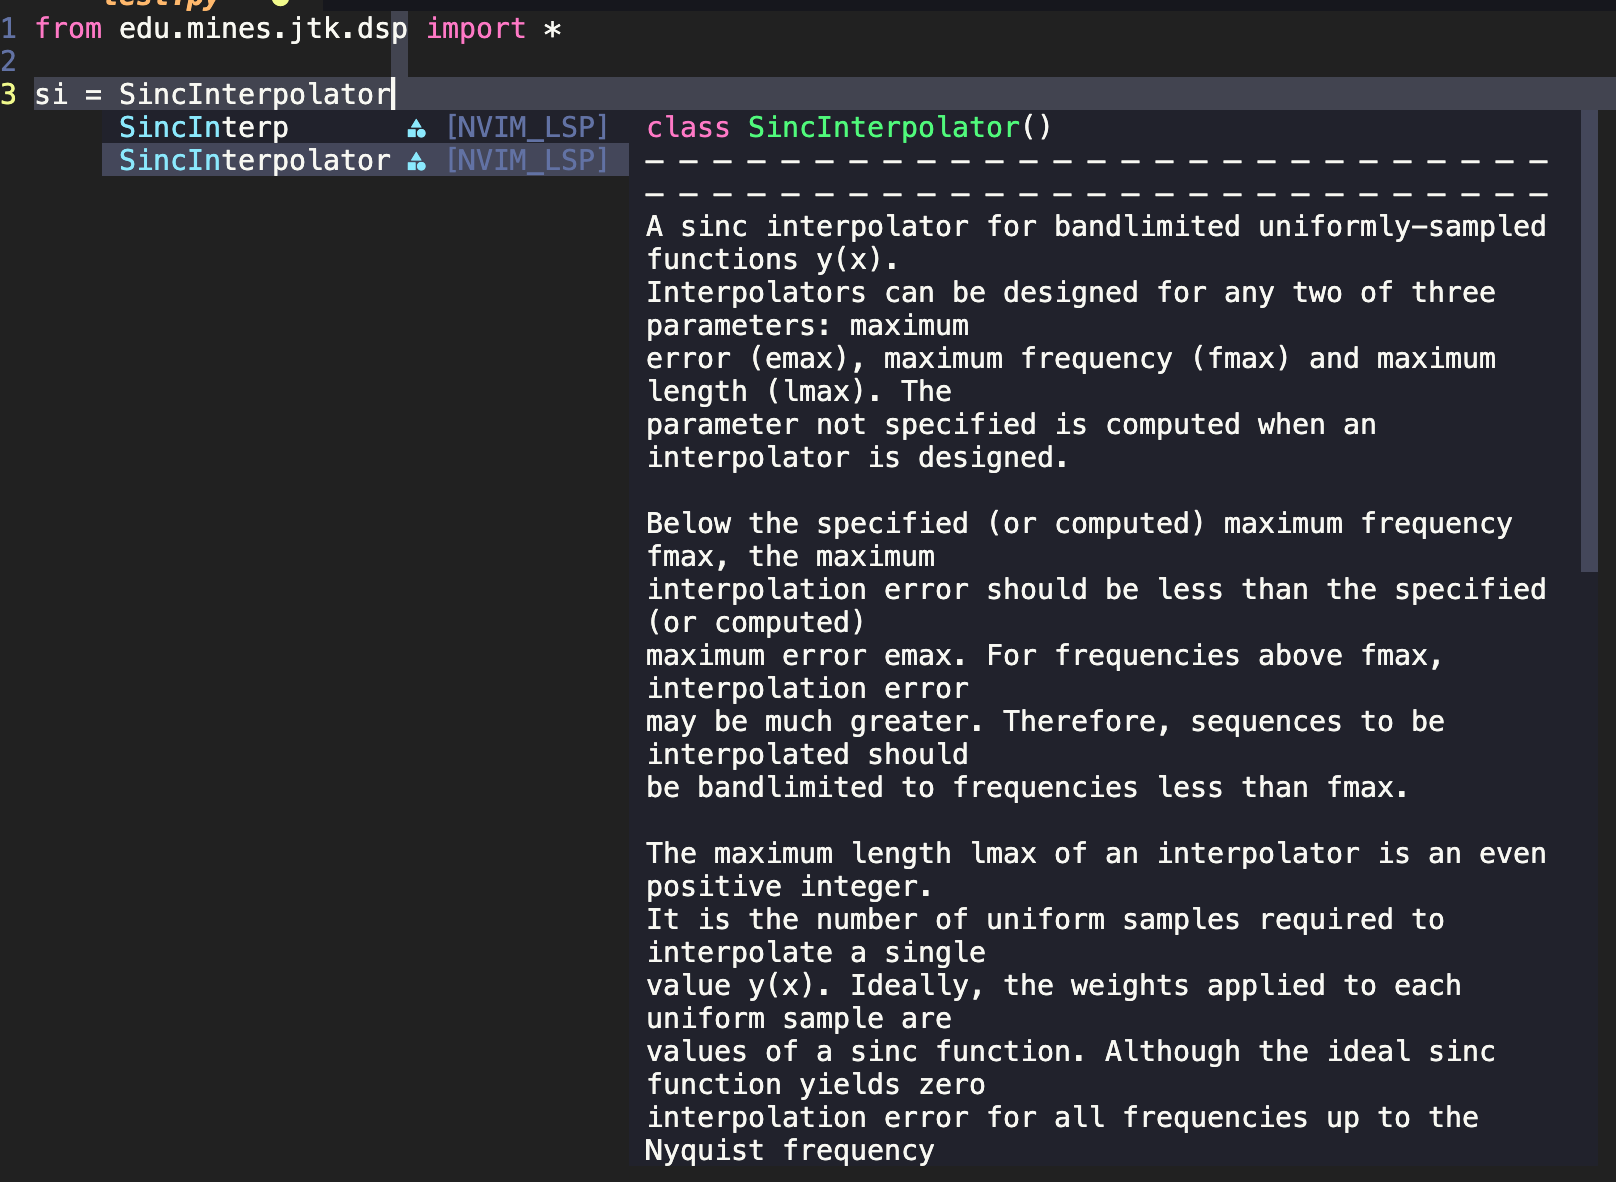 test.py
1 from edu.mines.jtk.dsp import *
2
3 si = SincInterpolator
SincInterp [NVIM_LSP]
SincInterpolator [NVIM_LSP]
class SincInterpolator()
A sinc interpolator for bandlimited uniformly-sampled
functions y(x).
Interpolators can be designed for any two of three
parameters: maximum
error (emax), maximum frequency (fmax) and maximum
length (lmax). The
parameter not specified is computed when an
interpolator is designed.
Below the specified (or computed) maximum frequency
fmax, the maximum
interpolation error should be less than the specified
(or computed)
maximum error emax. For frequencies above fmax,
interpolation error
may be much greater. Therefore, sequences to be
interpolated should
be bandlimited to frequencies less than fmax.
The maximum length lmax of an interpolator is an even
positive integer.
It is the number of uniform samples required to
interpolate a single
value y(x). Ideally, the weights applied to each
uniform sample are
values of a sinc function. Although the ideal sinc
function yields zero
interpolation error for all frequencies up to the
Nyquist frequency